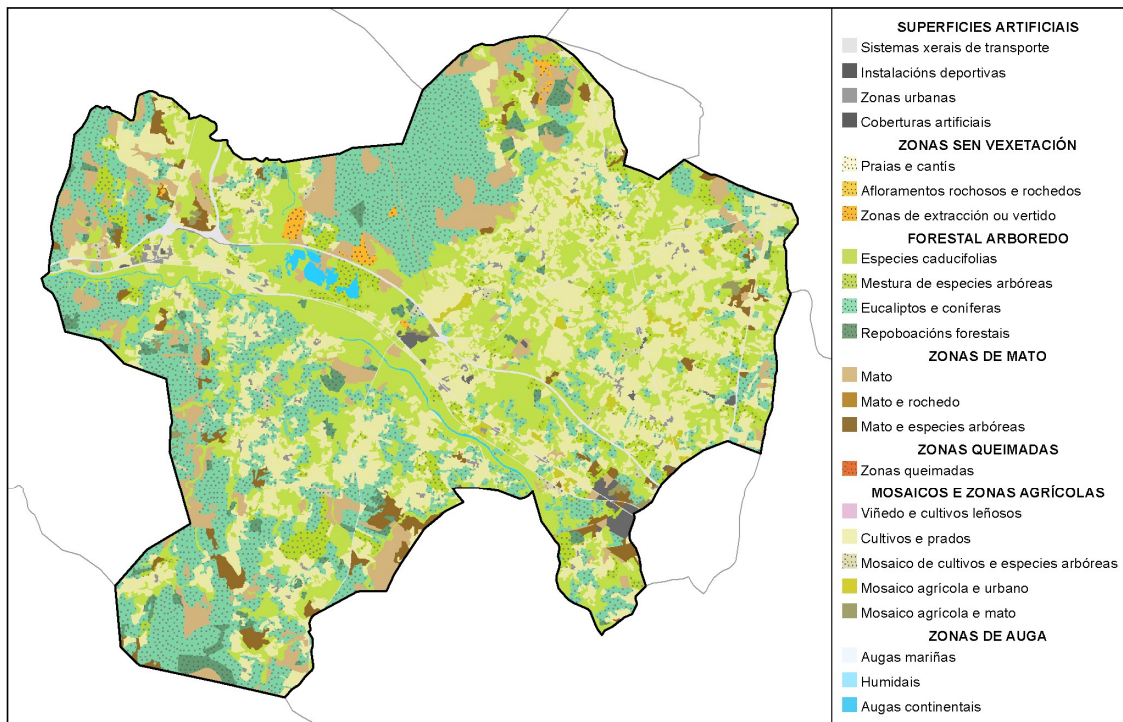 SUPERFICIES ARTIFICIAIS
Sistemas xerais de transporte
Instalacións deportivas
Zonas urbanas
Coberturas artificiais
ZONAS SEN VEXETACIÓN
Praias e cantís
Afloramentos rochosos e rochedos
Zonas de extracción ou vertido
FORESTAL ARBOREDO
Especies caducifolias
Mestura de especies arbóreas
Eucaliptos e coníferas
Repoboacións forestais
ZONAS DE MATO
Mato
Mato e rochedo
Mato e especies arbóreas
ZONAS QUEIMADAS
Zonas queimadas
MOSAICOS E ZONAS AGRÍCOLAS
Viñedo e cultivos leñosos
Cultivos e prados
Mosaico de cultivos e especies arbóreas
Mosaico agrícola e urbano
Mosaico agrícola e mato
ZONAS DE AUGA
Augas mariñas
Humidais
Augas continentais